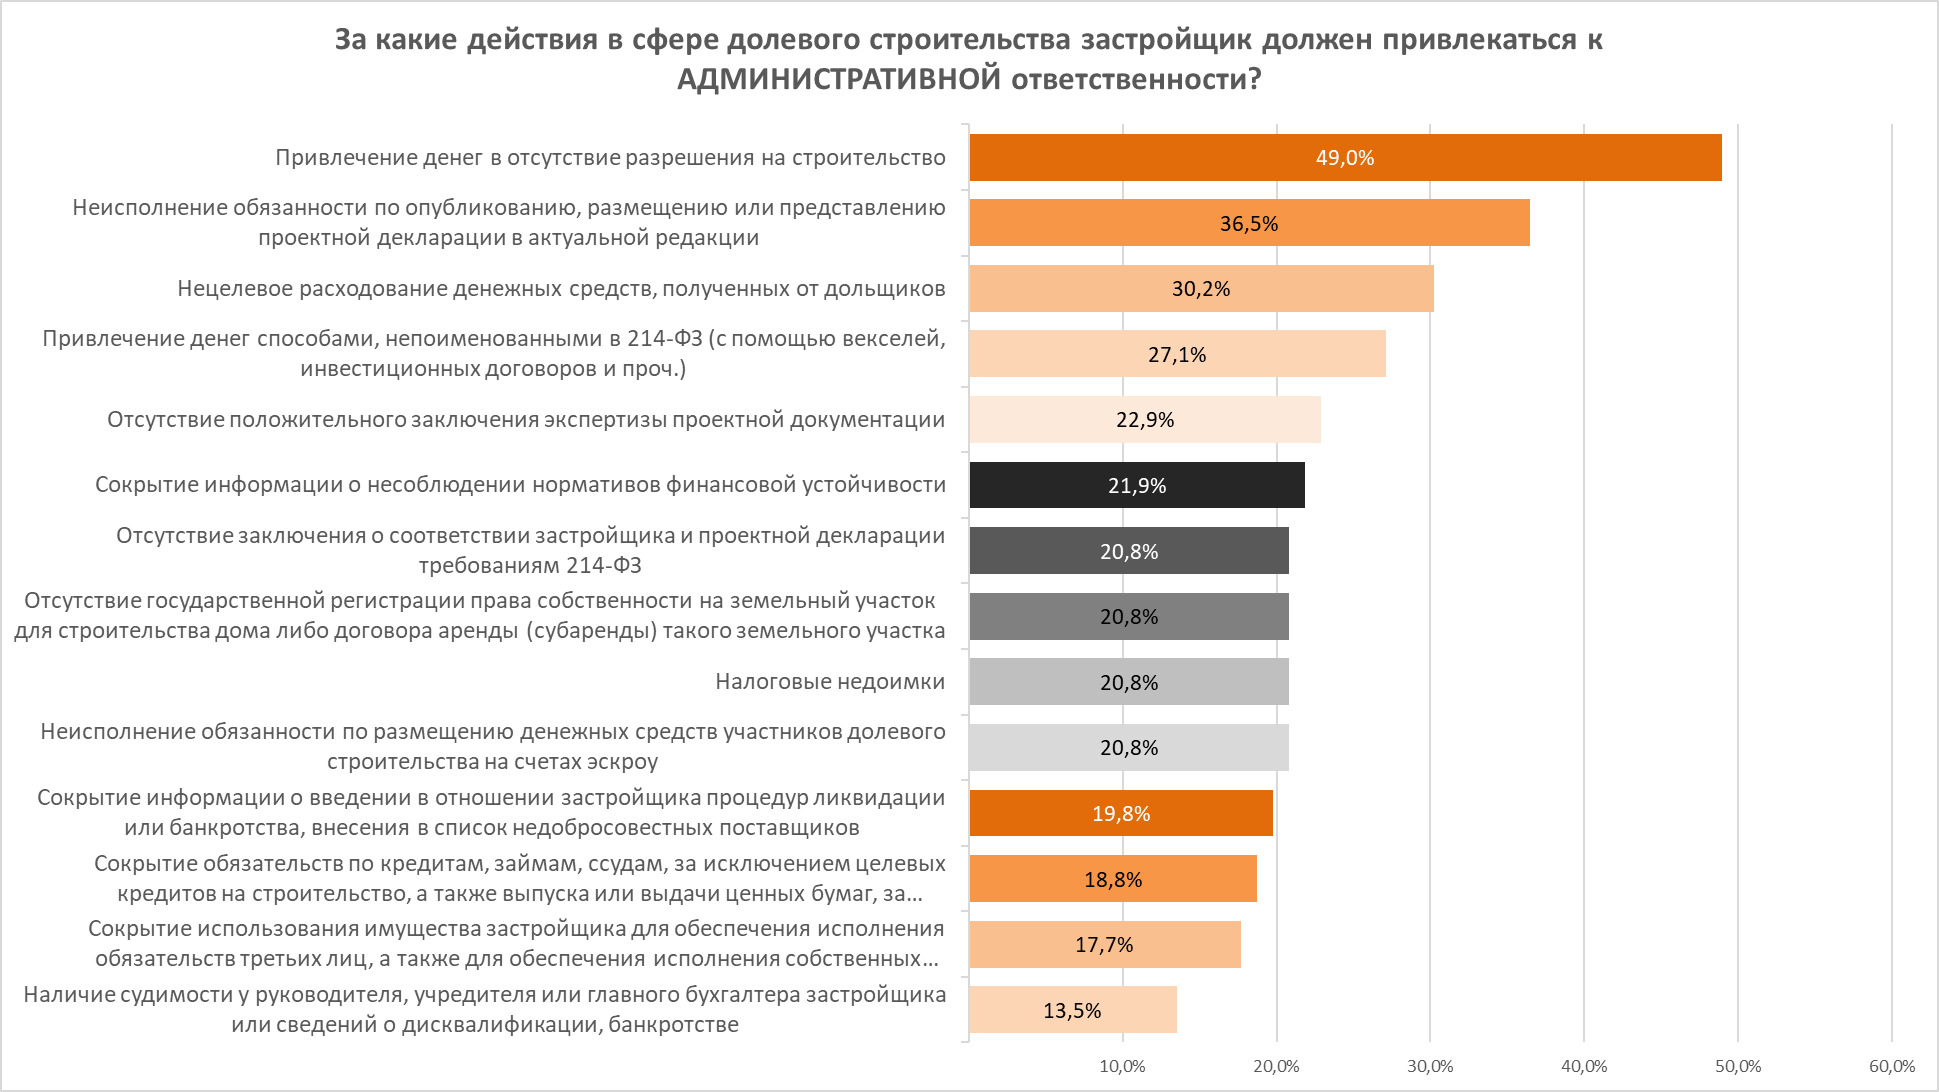 За какие действия в сфере долевого строительства застройщик должен привлекаться к
АДМИНИСТРАТИВНОЙ ответственности?
Привлечение денег в отсутствие разрешения на строительство
49,0%
Неисполнение обязанности по опубликованию, размещению или представлению
проектной декларации в актуальной редакции
36,5%
Нецелевое расходование денежных средств, полученных от дольщиков
30,2%
Привлечение денег способами, непоименованными в 214-ФЗ (с помощью векселей,
инвестиционных договоров и проч.)
27,1%
Отсутствие положительного заключения экспертизы проектной документации
22,9%
Сокрытие информации о несоблюдении нормативов финансовой устойчивости
21,9%
Отсутствие заключения о соответствии застройщика и проектной декларации
требованиям 214-ФЗ
20,8%
Отсутствие государственной регистрации права собственности на земельный участок
для строительства дома либо договора аренды (субаренды) такого земельного участка
20,8%
Налоговые недоимки
20,8%
Неисполнение обязанности по размещению денежных средств участников долевого
строительства на счетах эскроу
20,8%
Сокрытие информации о введении в отношении застройщика процедур ликвидации
или банкротства, внесения в список недобросовестных поставщиков
19,8%
Сокрытие обязательств по кредитам, займам, ссудам, за исключением целевых
кредитов на строительство, а также выпуска или выдачи ценных бумаг, за…
18,8%
Сокрытие использования имущества застройщика для обеспечения исполнения
обязательств третьих лиц, а также для обеспечения исполнения собственных…
17,7%
Наличие судимости у руководителя, учредителя или главного бухгалтера застройщика
или сведений о дисквалификации, банкротстве
13,5%
10,0% 20,0% 30,0% 40,0% 50,0% 60,0%